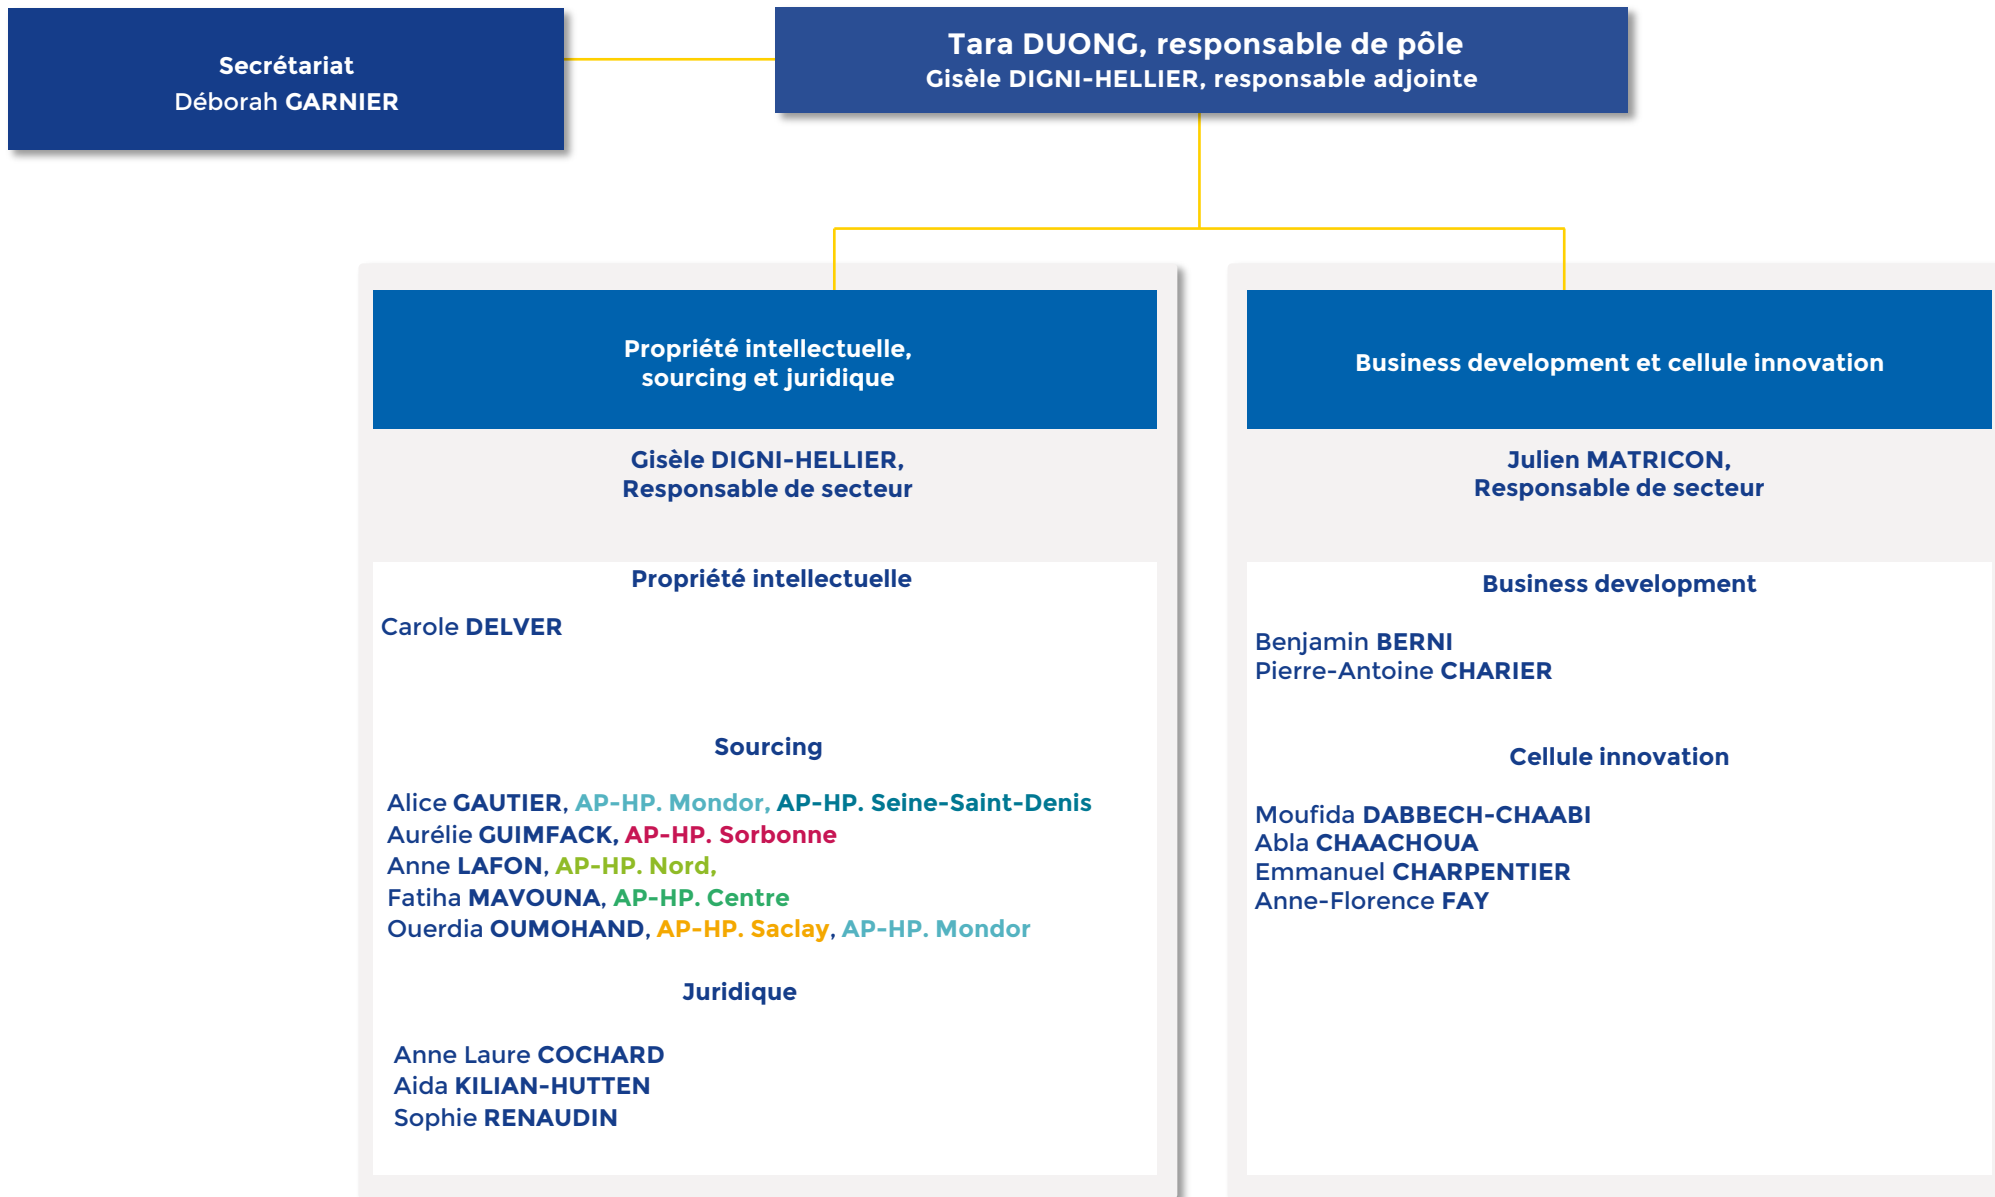 Secrétariat
Déborah GARNIER
Tara DUONG, responsable de pôle
Gisèle DIGNI-HELLIER, responsable adjointe
Propriété intellectuelle,
sourcing et juridique
Gisèle DIGNI-HELLIER,
Responsable de secteur
Propriété intellectuelle
Carole DELVER
Sourcing
Alice GAUTIER, AP-HP. Mondor, AP-HP. Seine-Saint-Denis
Aurélie GUIMFACK, AP-HP. Sorbonne
Anne LAFON, AP-HP. Nord,
Fatiha MAVOUNA, AP-HP. Centre
Ouerdia OUMOHAND, AP-HP. Saclay, AP-HP. Mondor
Juridique
Anne Laure COCHARD
Aida KILIAN-HUTTEN
Sophie RENAUDIN
Business development et cellule innovation
Julien MATRICON,
Responsable de secteur
Business development
Benjamin BERNI
Pierre-Antoine CHARIER
Cellule innovation
Moufida DABBECH-CHAABI
Abla CHAACHOUA
Emmanuel CHARPENTIER
Anne-Florence FAY